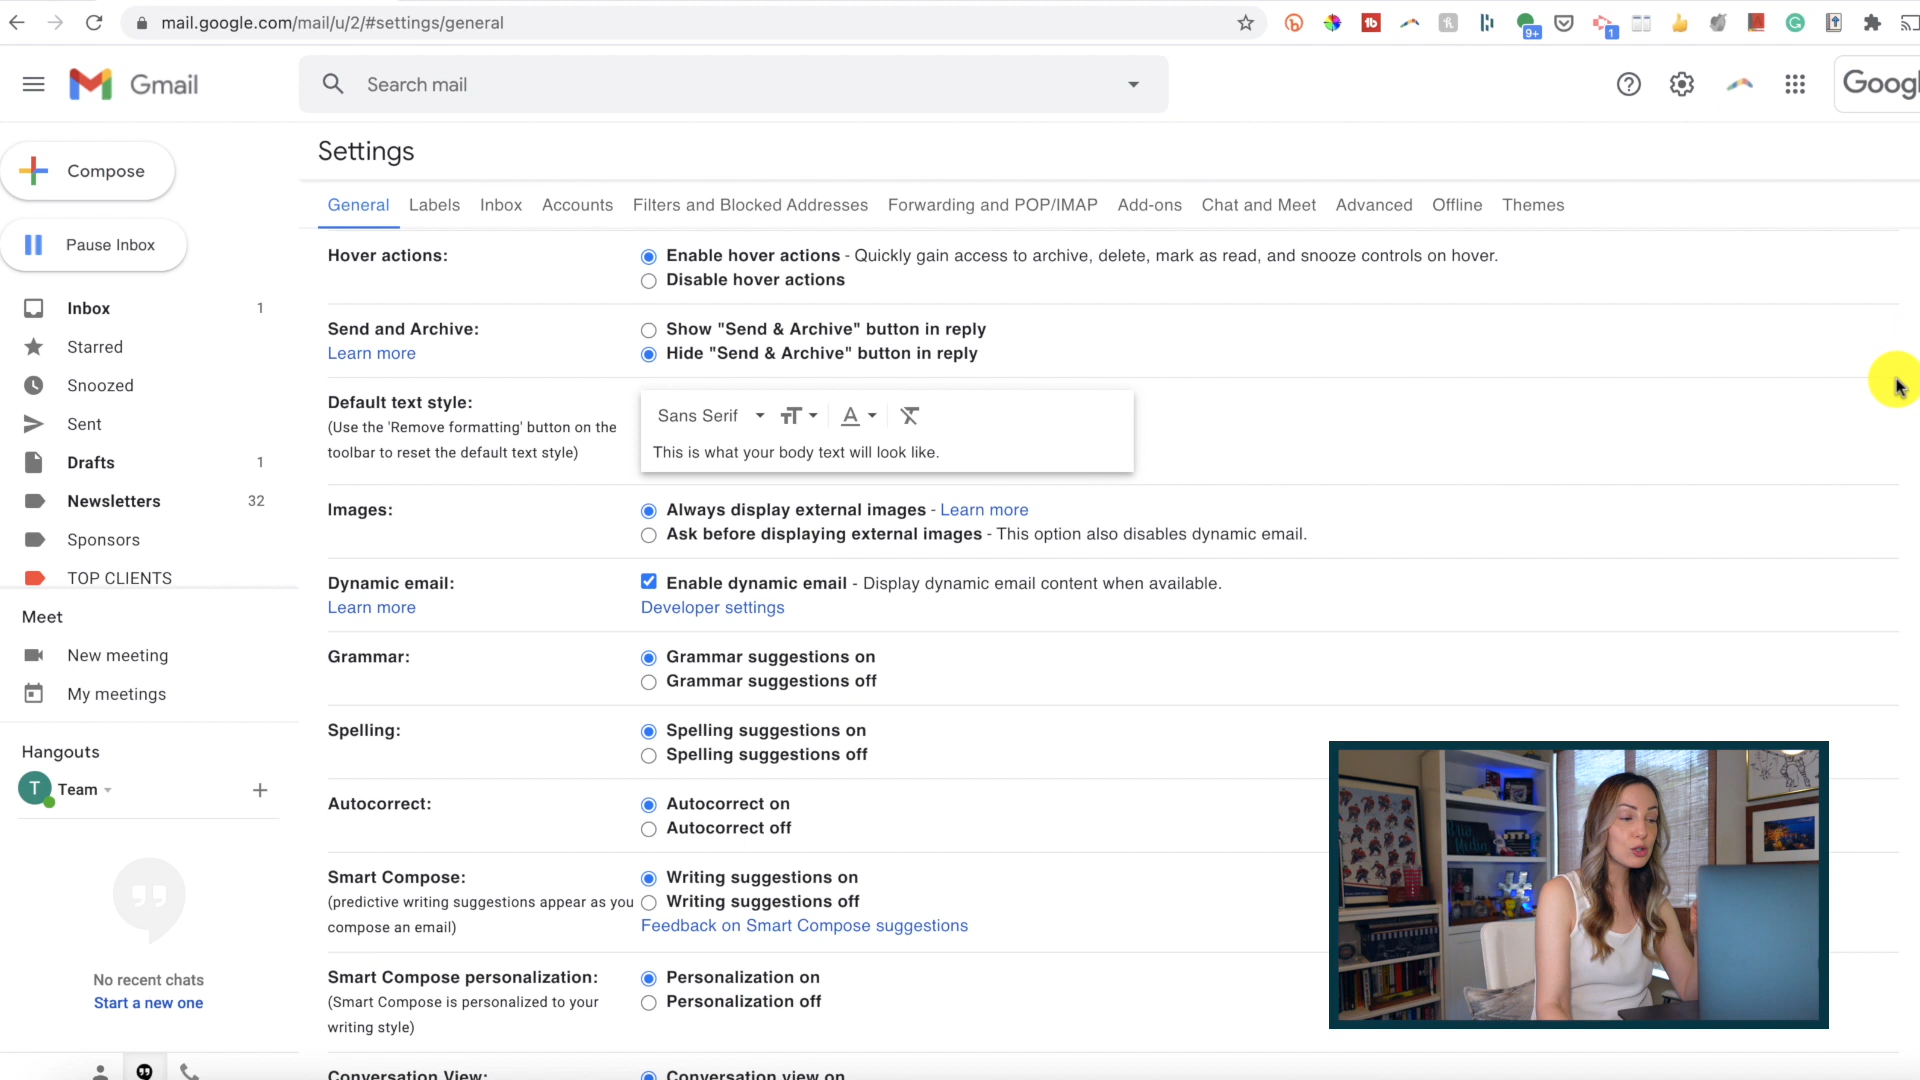 mail.google.com/mail/u/2/#settings/general
9+
1
Gmail
Search mail
Googl
Compose
Pause Inbox
Inbox 1
Starred
Snoozed
Sent
Drafts 1
Newsletters 32
Sponsors
TOP CLIENTS
Meet
New meeting
My meetings
Hangouts
T Team
No recent chats
Start a new one
Settings
General Labels Inbox Accounts Filters and Blocked Addresses Forwarding and POP/IMAP Add-ons Chat and Meet Advanced Offline Themes
Hover actions:
Enable hover actions - Quickly gain access to archive, delete, mark as read, and snooze controls on hover.
Disable hover actions
Send and Archive:
Learn more
Show "Send & Archive" button in reply
Hide "Send & Archive" button in reply
Default text style:
(Use the 'Remove formatting' button on the
toolbar to reset the default text style)
Sans Serif
This is what your body text will look like.
Images:
Always display external images - Learn more
Ask before displaying external images - This option also disables dynamic email.
Dynamic email:
Learn more
Enable dynamic email - Display dynamic email content when available.
Developer settings
Grammar:
Grammar suggestions on
Grammar suggestions off
Spelling:
Spelling suggestions on
Spelling suggestions off
Autocorrect:
Autocorrect on
Autocorrect off
Smart Compose:
(predictive writing suggestions appear as you
compose an email)
Writing suggestions on
Writing suggestions off
Feedback on Smart Compose suggestions
Smart Compose personalization:
(Smart Compose is personalized to your
writing style)
Personalization on
Personalization off
Conversation View:
Conversation view on